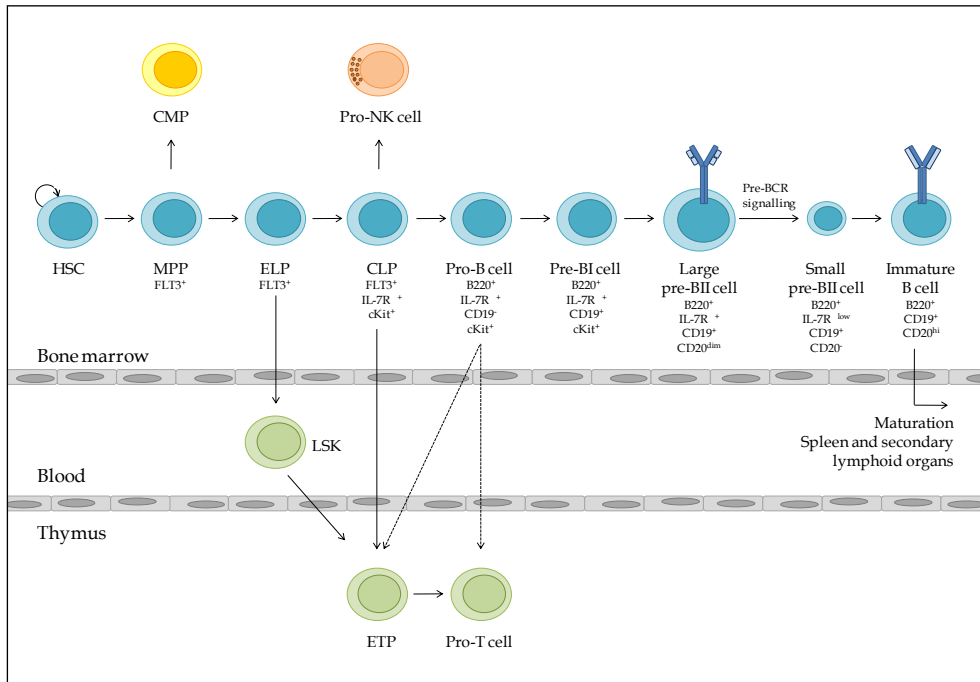 CMP
Pro-NK cell
Pre-BCR
signalling
HSC
MPP
FLT3⁺
ELP
FLT3⁺
CLP
FLT3⁺
IL-7R ⁺
cKit⁺
Pro-B cell
B220⁺
IL-7R ⁺
CD19⁻
cKit⁺
Pre-BI cell
B220⁺
IL-7R ⁺
CD19⁺
cKit⁺
Large
pre-BII cell
B220⁺
IL-7R ⁺
CD19⁺
CD20ᵈⁱᵐ
Small
pre-BII cell
B220⁺
IL-7R ˡᵒʷ
CD19⁺
CD20⁻
Immature
B cell
B220⁺
CD19⁺
CD20ʰⁱ
Bone marrow
LSK
Maturation
Spleen and secondary
lymphoid organs
Blood
Thymus
ETP
Pro-T cell